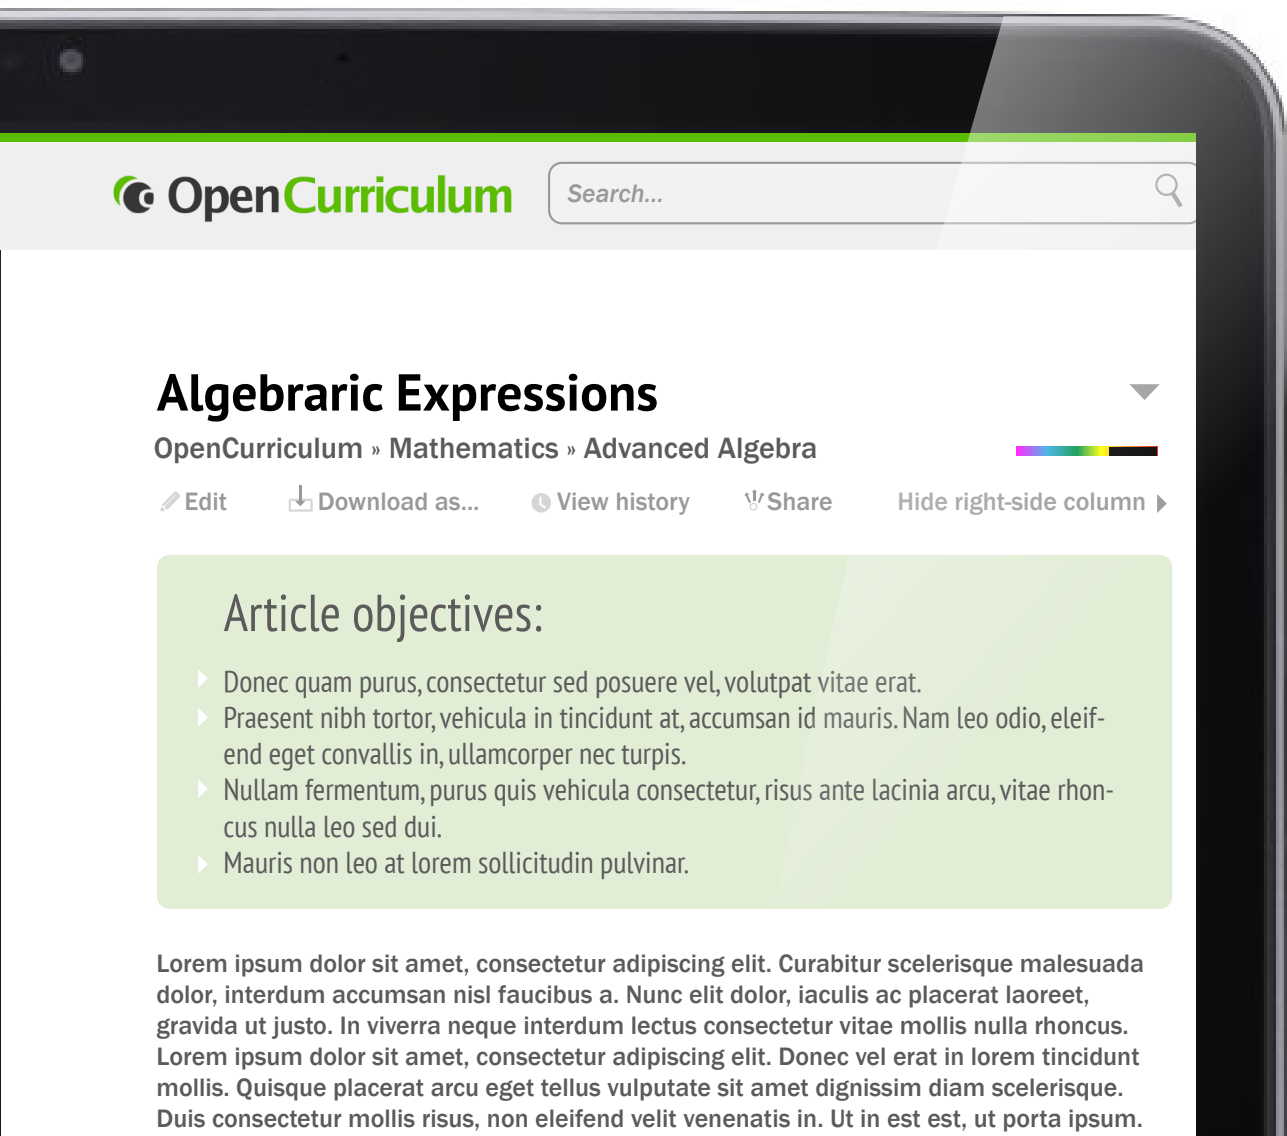 OpenCurriculum
Search...
Algebraric Expressions
OpenCurriculum » Mathematics » Advanced Algebra
Edit Download as... View history Share Hide right-side column
Article objectives:
Donec quam purus, consectetur sed posuere vel, volutpat vitae erat.
Praesent nibh tortor, vehicula in tincidunt at, accumsan id mauris. Nam leo odio, eleif-
end eget convallis in, ullamcorper nec turpis.
Nullam fermentum, purus quis vehicula consectetur, risus ante lacinia arcu, vitae rhon-
cus nulla leo sed dui.
Mauris non leo at lorem sollicitudin pulvinar.
Lorem ipsum dolor sit amet, consectetur adipiscing elit. Curabitur scelerisque malesuada
dolor, interdum accumsan nisl faucibus a. Nunc elit dolor, iaculis ac placerat laoreet,
gravida ut justo. In viverra neque interdum lectus consectetur vitae mollis nulla rhoncus.
Lorem ipsum dolor sit amet, consectetur adipiscing elit. Donec vel erat in lorem tincidunt
mollis. Quisque placerat arcu eget tellus vulputate sit amet dignissim diam scelerisque.
Duis consectetur mollis risus, non eleifend velit venenatis in. Ut in est est, ut porta ipsum.